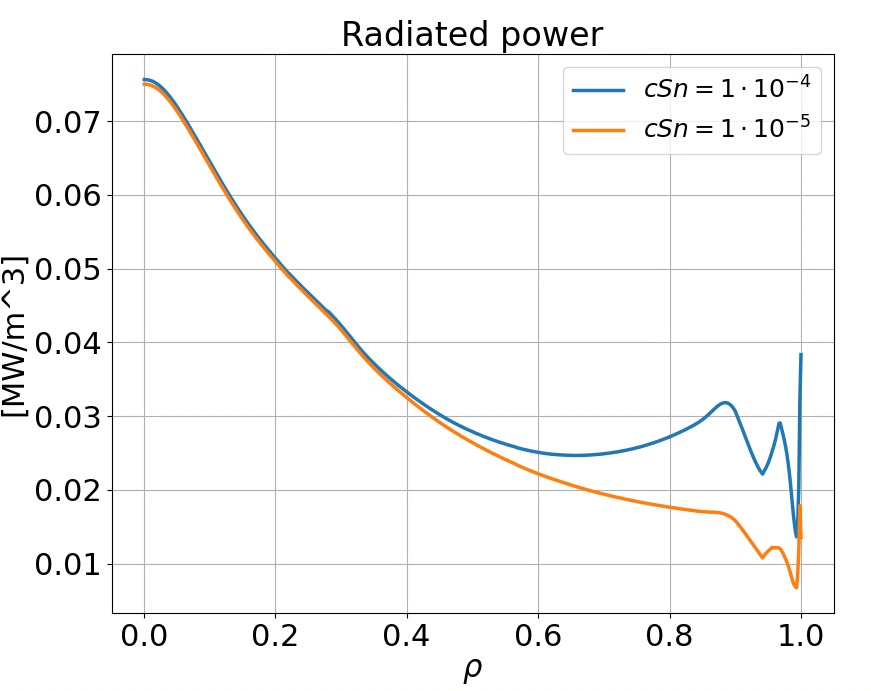 Radiated power
cSn = 1 · 10⁻⁴
cSn = 1 · 10⁻⁵
[MW/m^3]
0.07
0.06
0.05
0.04
0.03
0.02
0.01
0.0 0.2 0.4 0.6 0.8 1.0
ρ